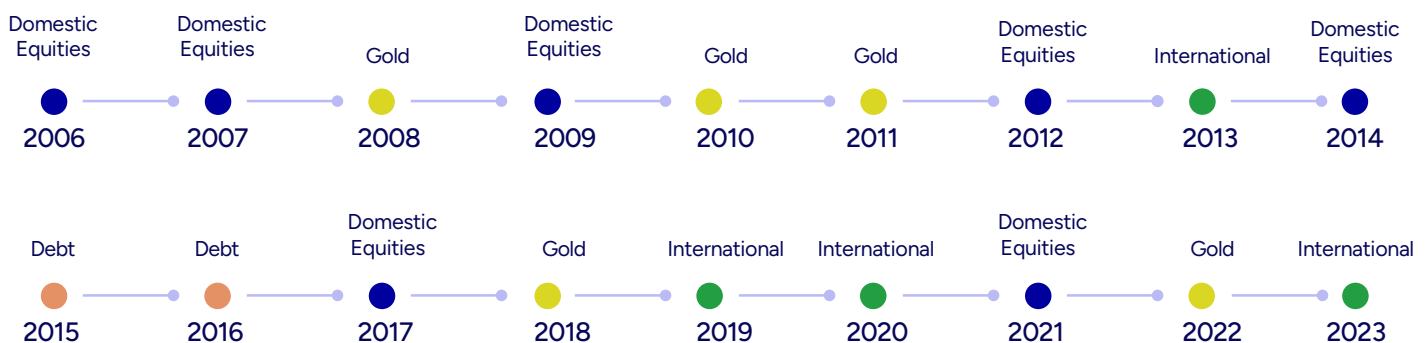 Domestic
Equities
2006
Domestic
Equities
2007
Gold
2008
Domestic
Equities
2009
Gold
2010
Gold
2011
Domestic
Equities
2012
International
2013
Domestic
Equities
2014
Debt
2015
Debt
2016
Domestic
Equities
2017
Gold
2018
International
2019
International
2020
Domestic
Equities
2021
Gold
2022
International
2023